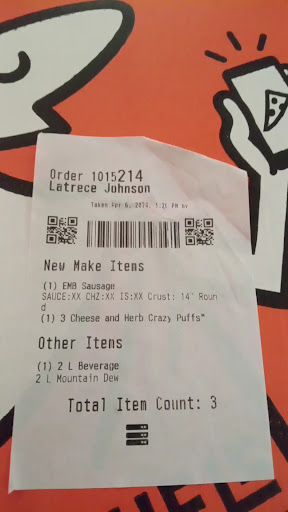 Order 1015214
Latrece Johnson
Taken Apr 6, 2024, 1:21 PM by
New Make Items
(1) EMB Sausage
SAUCE:XX CHZ:XX IS:XX Crust: 14" Roun
d
(1) 3 Cheese and Herb Crazy Puffs™
Other Items
(1) 2 L Beverage
2 L Mountain Dew
Total Item Count: 3